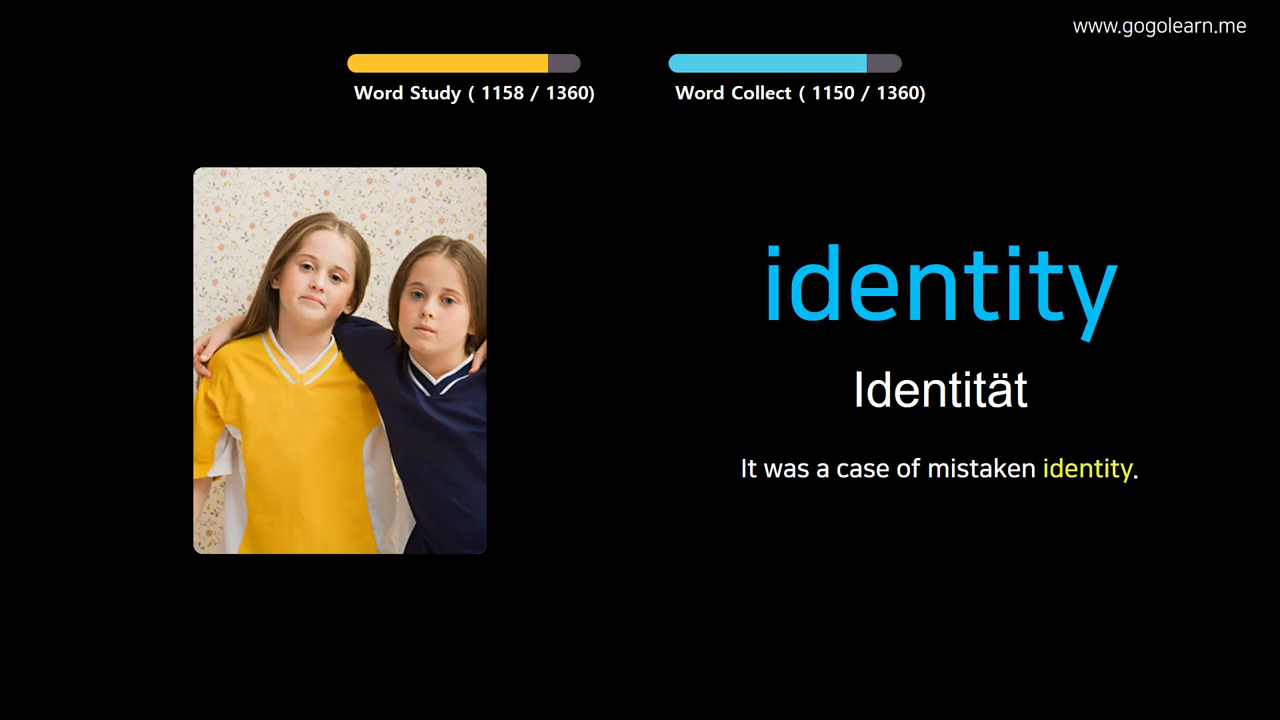 www.gogolearn.me
Word Study ( 1158 / 1360)
Word Collect ( 1150 / 1360)
identity
Identität
It was a case of mistaken identity.